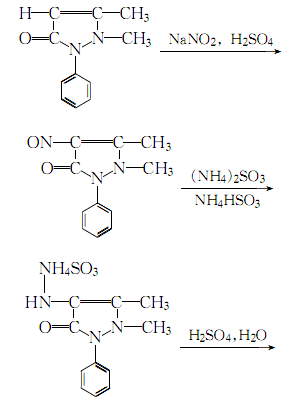 H—C=C—CH3
O=C N—CH3 NaNO2, H2SO4
N
ON—C=C—CH3
O=C N—CH3 (NH4)2SO3
N NH4HSO3
NH4SO3
HN—C=C—CH3
O=C N—CH3 H2SO4,H2O
N